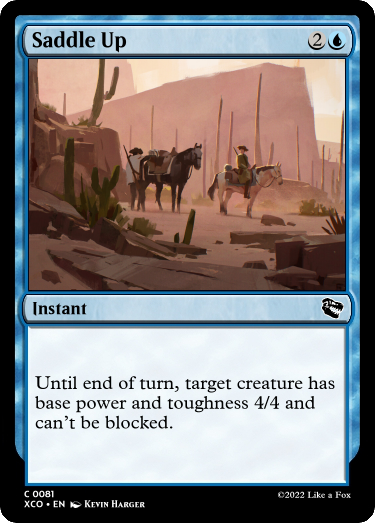 Saddle Up 2
Instant
Until end of turn, target creature has
base power and toughness 4/4 and
can't be blocked.
C 0081
XCO • EN Kevin Harger
©2022 Like a Fox